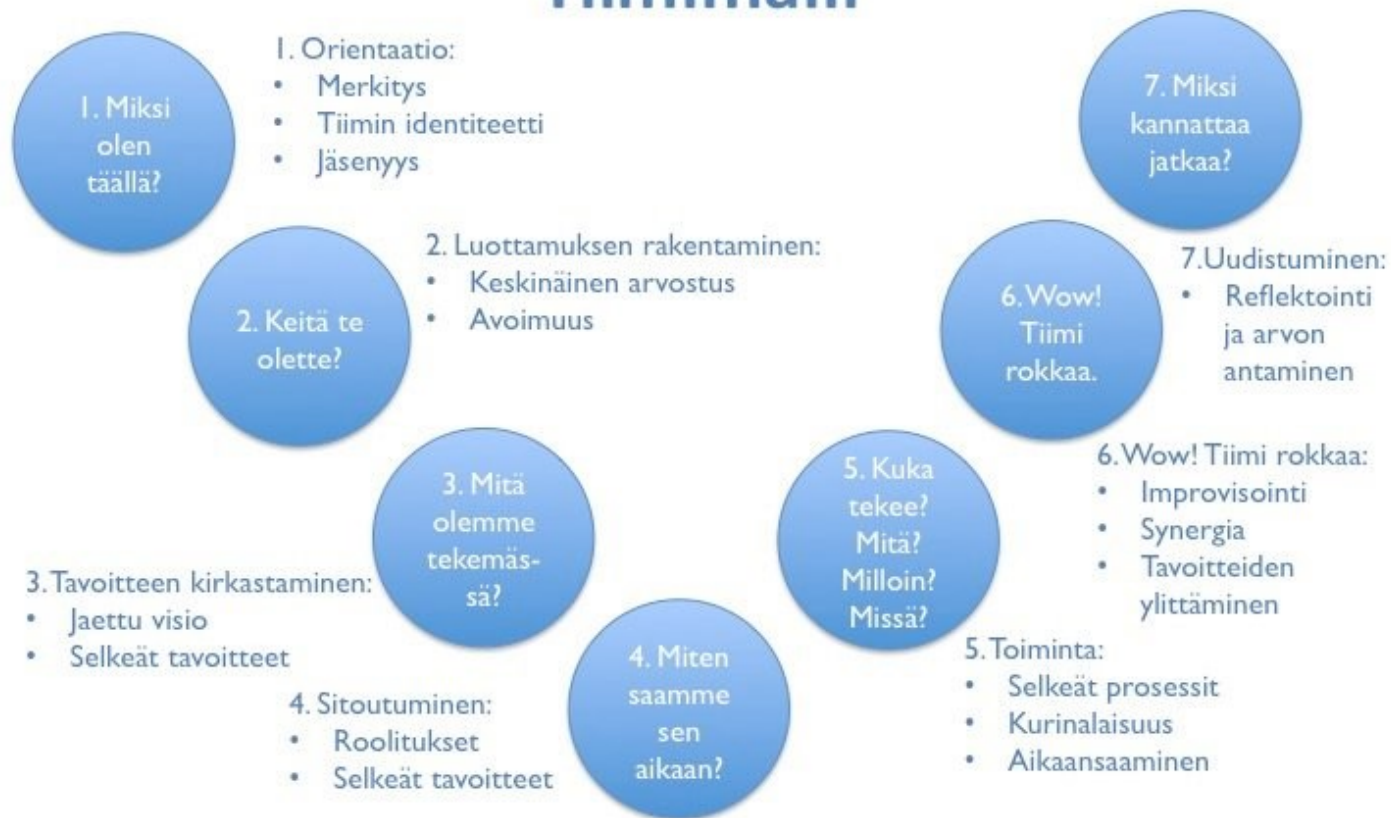 1. Miksi
olen
täällä?
1. Orientaatio:
• Merkitys
• Tiimin identiteetti
• Jäsenyys
2. Keitä te
olette?
2. Luottamuksen rakentaminen:
• Keskinäinen arvostus
• Avoimuus
3. Mitä
olemme
tekemäs-
sä?
3. Tavoitteen kirkastaminen:
• Jaettu visio
• Selkeät tavoitteet
4. Miten
saamme
sen
aikaan?
4. Sitoutuminen:
• Roolitukset
• Selkeät tavoitteet
5. Kuka
tekee?
Mitä?
Milloin?
Missä?
5. Toiminta:
• Selkeät prosessit
• Kurinalaisuus
• Aikaansaaminen
6. Wow!
Tiimi
rokkaa.
6. Wow! Tiimi rokkaa:
• Improvisointi
• Synergia
• Tavoitteiden
ylittäminen
7. Miksi
kannattaa
jatkaa?
7.Uudistuminen:
• Reflektointi
ja arvon
antaminen